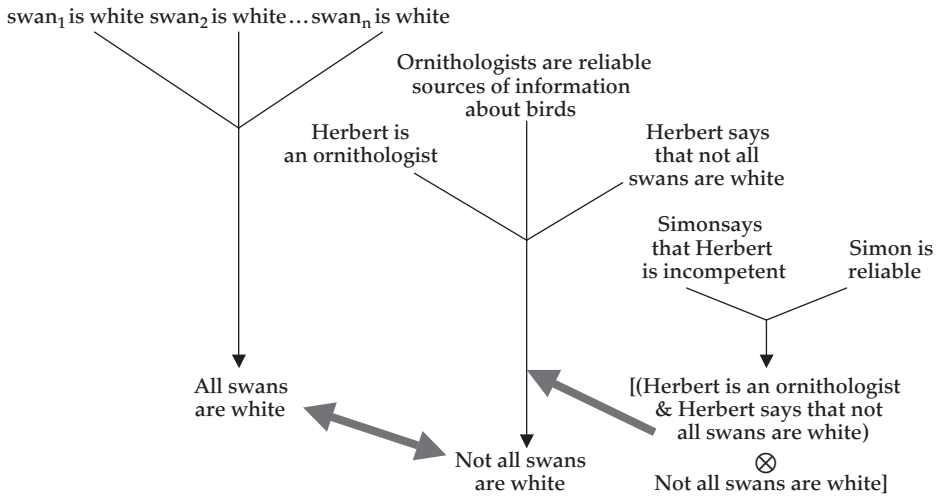 swan₁ is white swan₂ is white…swanₙ is white
Ornithologists are reliable
sources of information
about birds
Herbert is
an ornithologist
Herbert says
that not all
swans are white
Simonsays
that Herbert
is incompetent
Simon is
reliable
All swans
are white
Not all swans
are white
[(Herbert is an ornithologist
& Herbert says that not
all swans are white)
⊗
Not all swans are white]